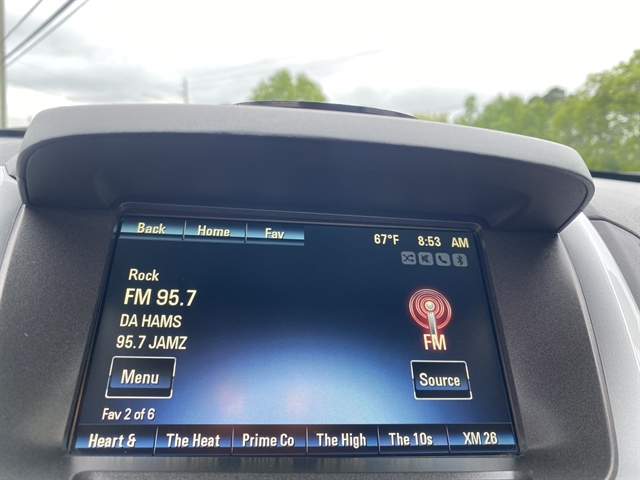 Back Home Fav 67°F 8:53 AM
Rock
FM 95.7
DA HAMS
95.7 JAMZ
FM
Menu Source
Fav 2 of 6
Heart & The Heat Prime Co The High The 10s XM 26